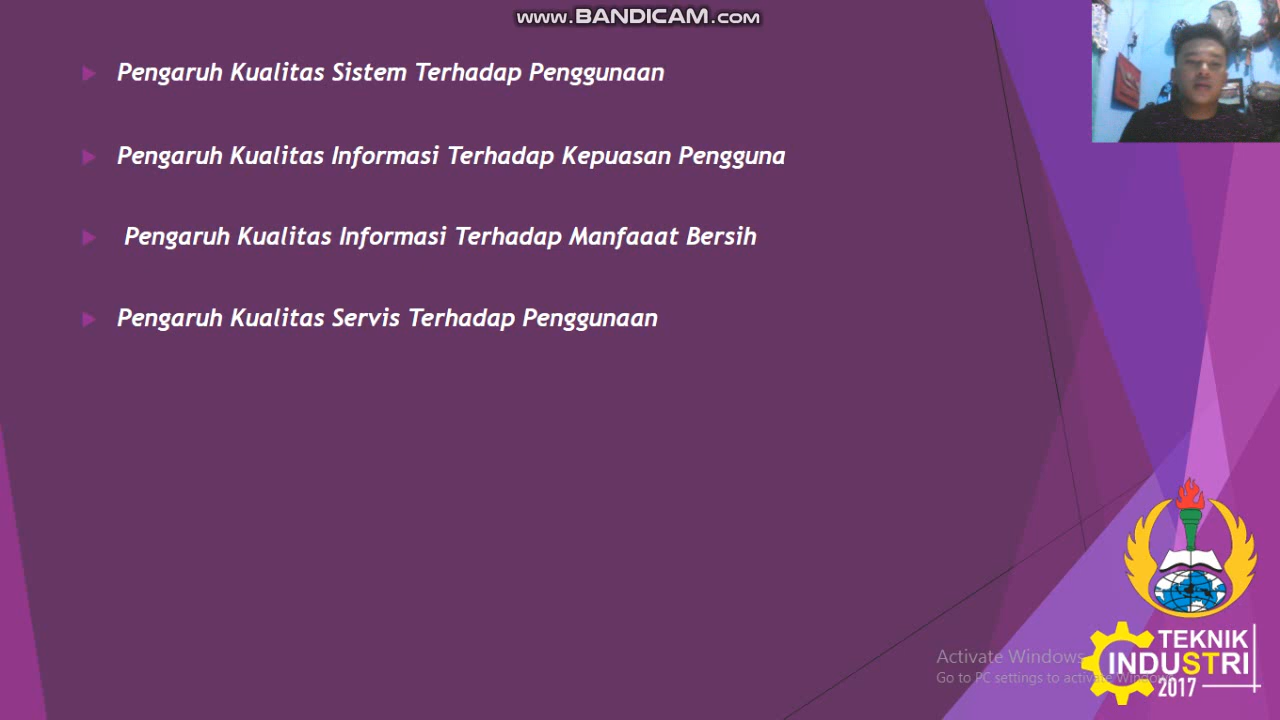 www.BANDICAM.com
Pengaruh Kualitas Sistem Terhadap Penggunaan
Pengaruh Kualitas Informasi Terhadap Kepuasan Pengguna
Pengaruh Kualitas Informasi Terhadap Manfaaat Bersih
Pengaruh Kualitas Servis Terhadap Penggunaan
Activate Windows
Go to PC settings to activate Windows.
TEKNIK
INDUSTRI
2017